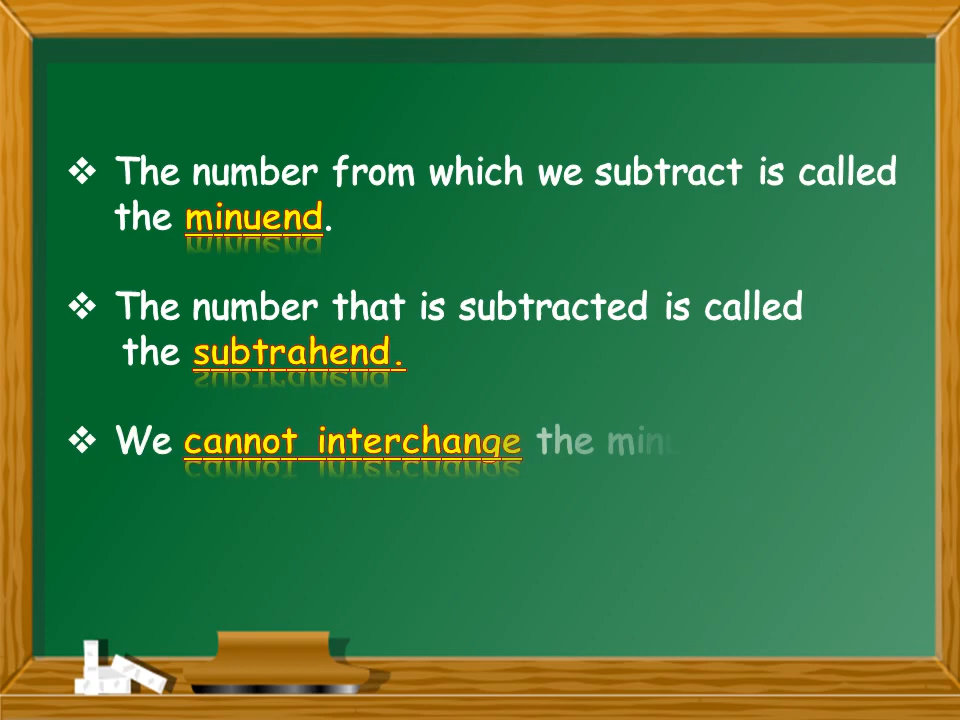 ❖ The number from which we subtract is called
the minuend.
❖ The number that is subtracted is called
the subtrahend.
❖ We cannot interchange the